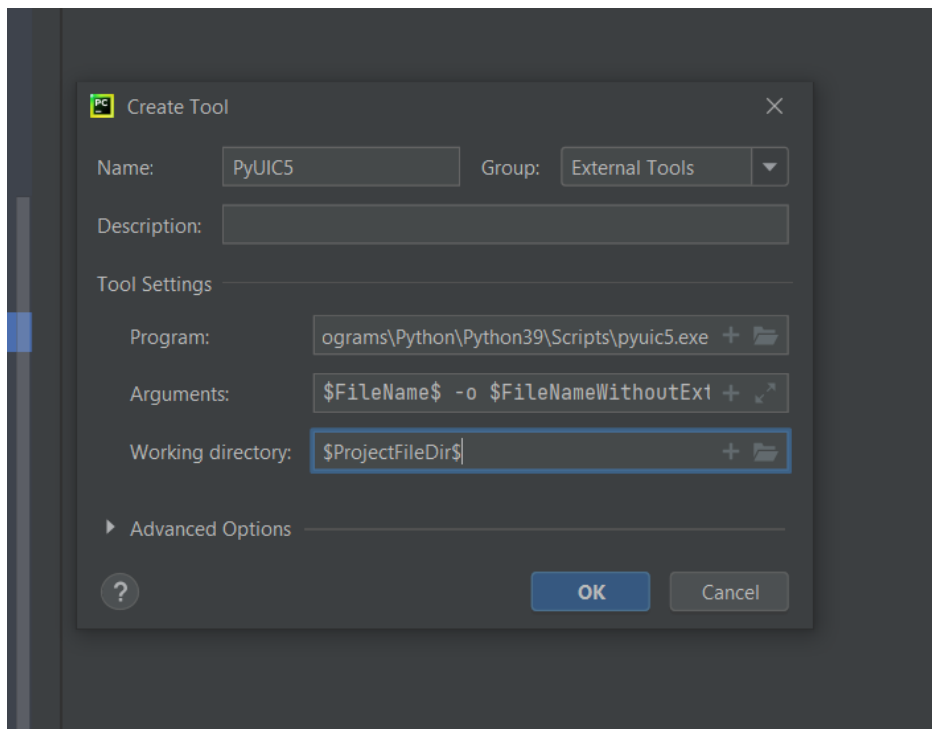 PC Create Tool
Name: PyUIC5 Group: External Tools
Description:
Tool Settings
Program: ograms\Python\Python39\Scripts\pyuic5.exe
Arguments: $FileName$ -o $FileNameWithoutExt
Working directory: $ProjectFileDir$
Advanced Options
? OK Cancel